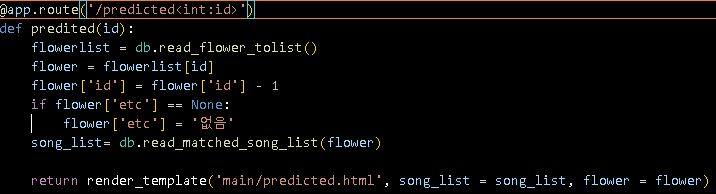 @app.route('/predicted<int:id>')
def predited(id):
    flowerlist = db.read_flower_tolist()
    flower = flowerlist[id]
    flower['id'] = flower['id'] - 1
    if flower['etc'] == None:
        flower['etc'] = '없음'
    song_list= db.read_matched_song_list(flower)
    return render_template('main/predicted.html', song_list = song_list, flower = flower)